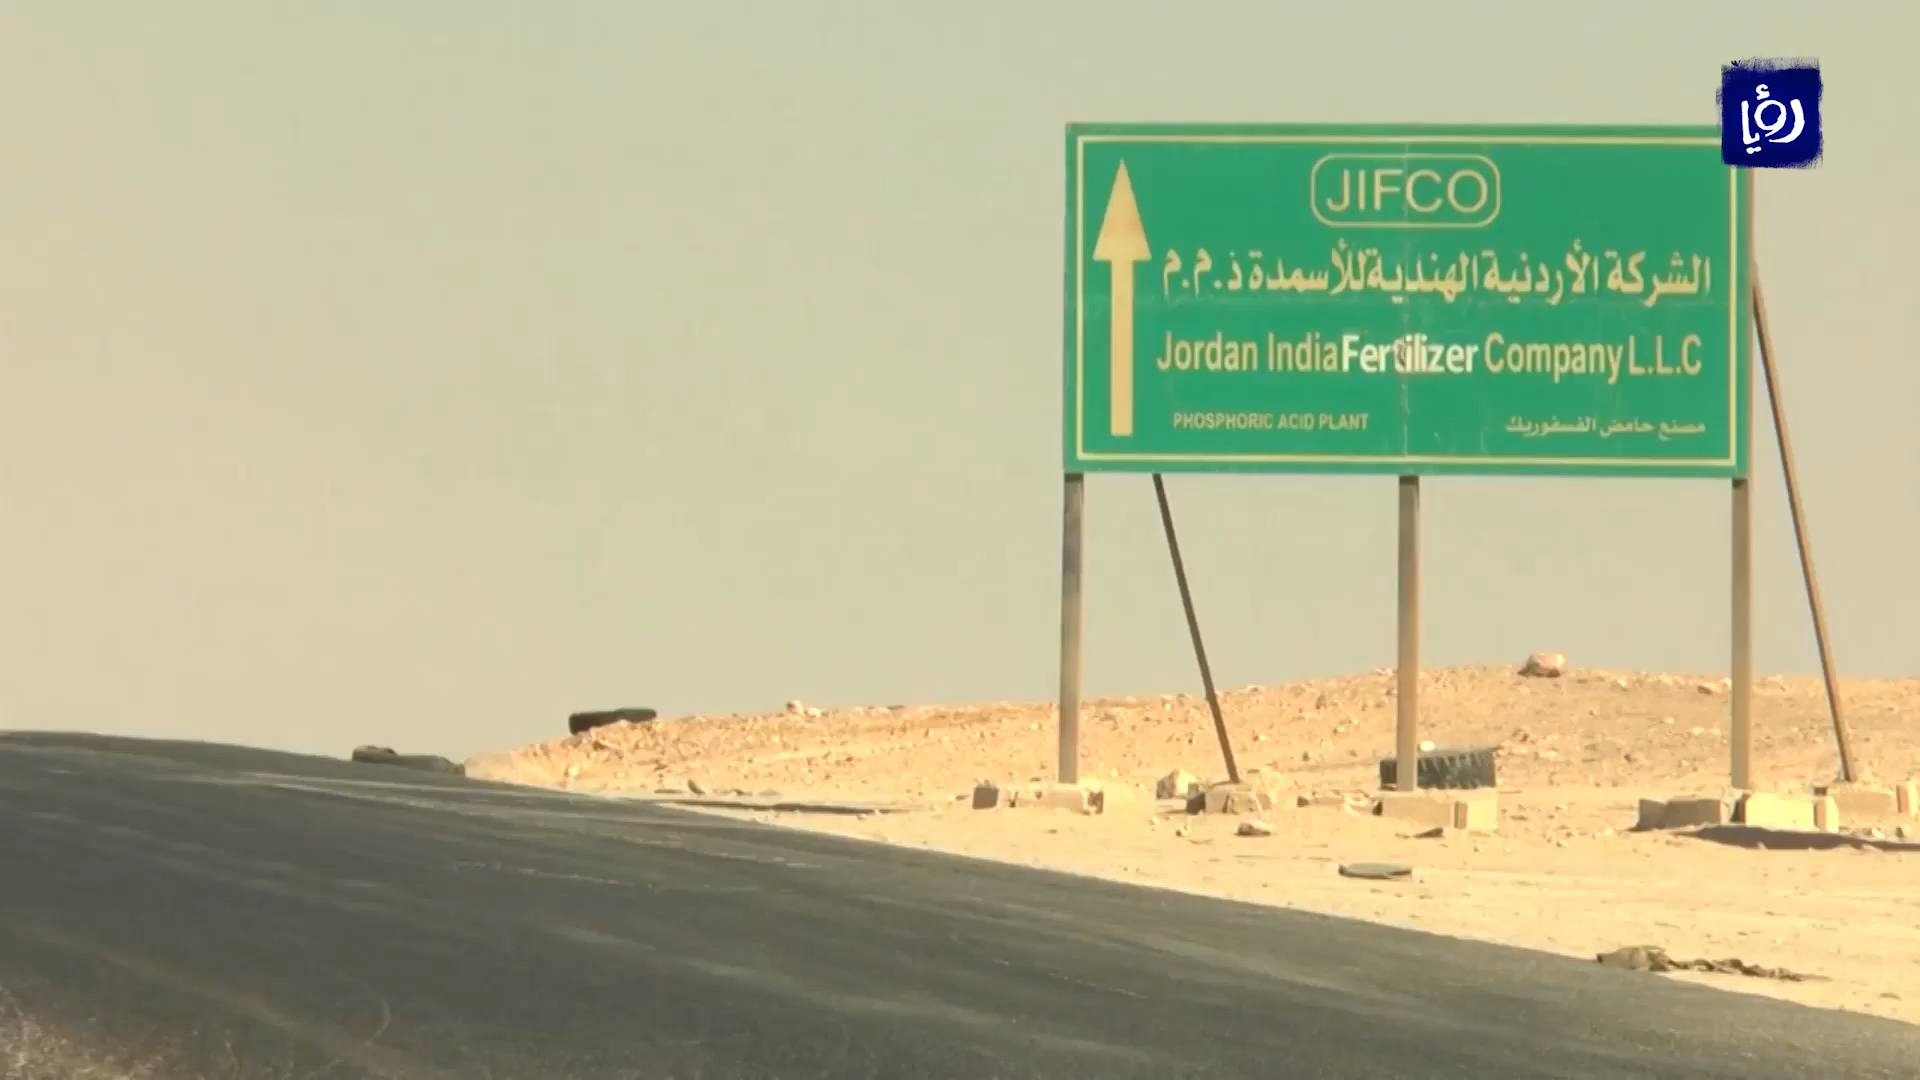 رؤيا
JIFCO
الشركة الأردنية الهندية للأسمدة ذ.م.م
Jordan India Fertilizer Company L.L.C
PHOSPHORIC ACID PLANT
مصنع حامض الفسفوريك